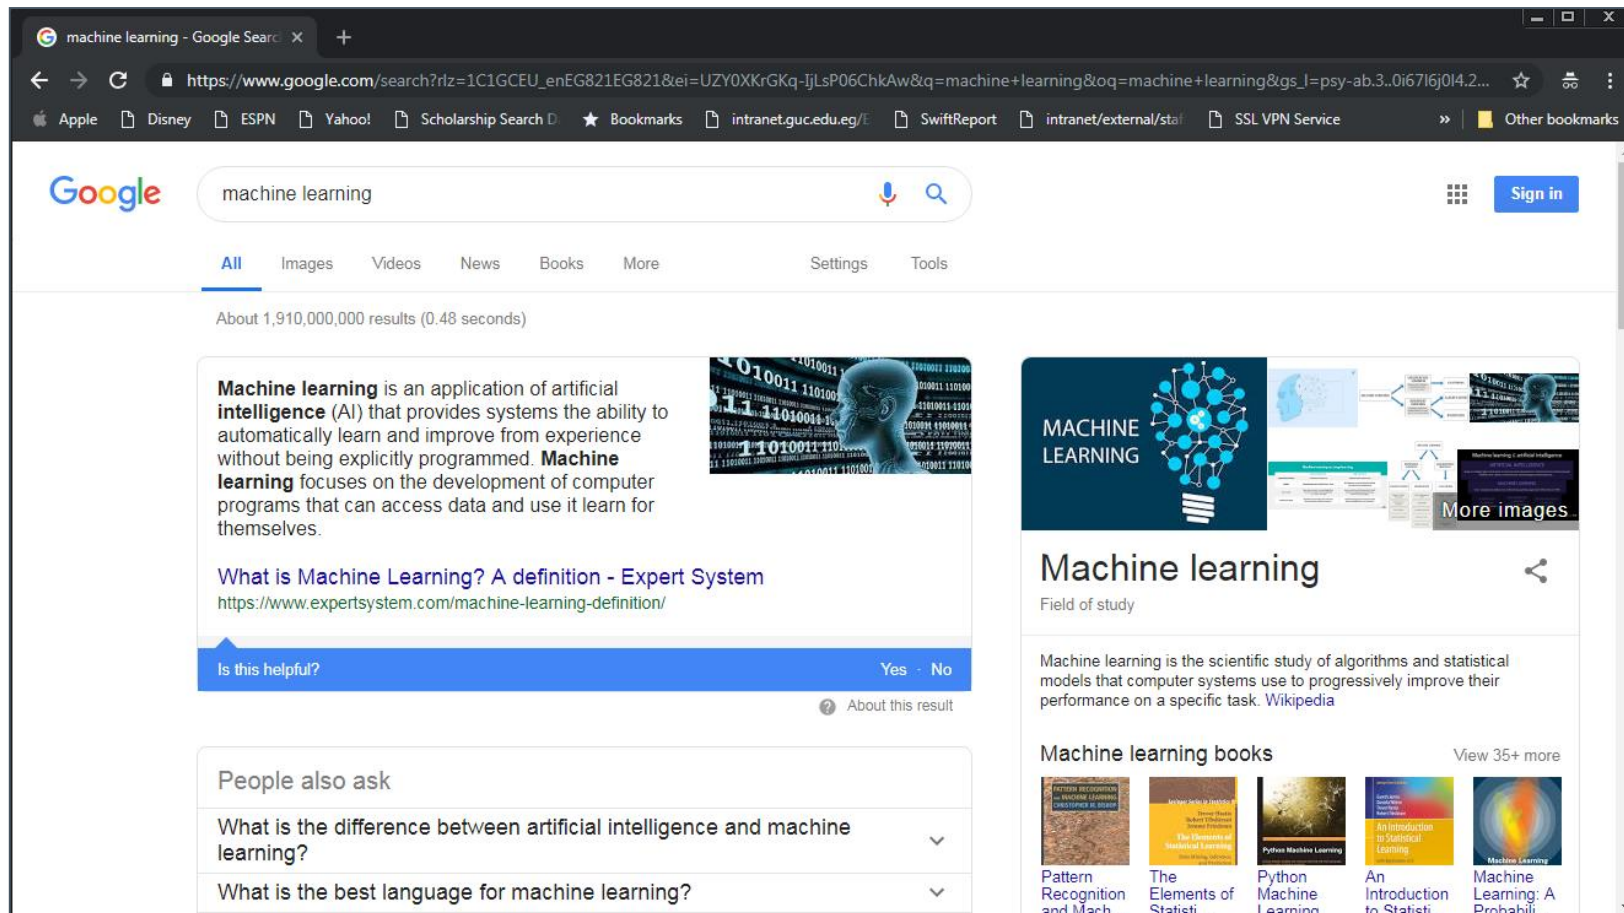 machine learning - Google Searc
https://www.google.com/search?rlz=1C1GCEU_enEG821EG821&ei=UZY0XKrGKq-IjLsP06ChkAw&q=machine+learning&oq=machine+learning&gs_l=psy-ab.3..0i67l6j0l4.2...
Apple Disney ESPN Yahoo! Scholarship Search D Bookmarks intranet.guc.edu.eg/E SwiftReport intranet/external/staf SSL VPN Service » Other bookmarks
Google machine learning Sign in
All Images Videos News Books More Settings Tools
About 1,910,000,000 results (0.48 seconds)
Machine learning is an application of artificial
intelligence (AI) that provides systems the ability to
automatically learn and improve from experience
without being explicitly programmed. Machine
learning focuses on the development of computer
programs that can access data and use it learn for
themselves.
What is Machine Learning? A definition - Expert System
https://www.expertsystem.com/machine-learning-definition/
Is this helpful? Yes · No
About this result
People also ask
What is the difference between artificial intelligence and machine
learning?
What is the best language for machine learning?
MACHINE
LEARNING
More images
Machine learning
Field of study
Machine learning is the scientific study of algorithms and statistical
models that computer systems use to progressively improve their
performance on a specific task. Wikipedia
Machine learning books View 35+ more
Pattern
Recognition
and Mach
The
Elements of
Statisti
Python
Machine
Learning
An
Introduction
to Statisti
Machine
Learning: A
Probabili